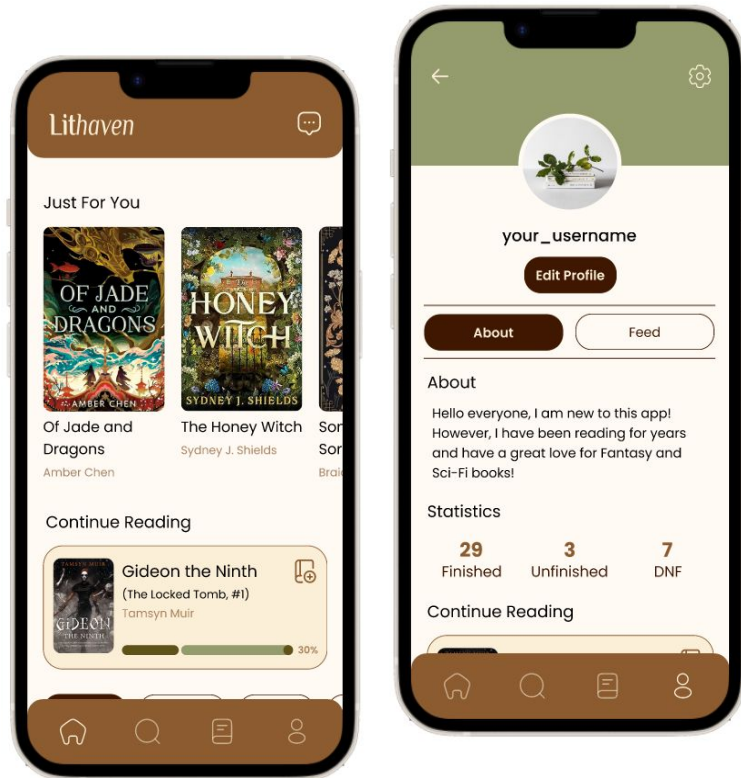 Lithaven
Just For You
OF JADE
AND
DRAGONS
AMBER CHEN
THE
HONEY
WITCH
SYDNEY J. SHIELDS
Of Jade and
Dragons
Amber Chen
The Honey Witch
Sydney J. Shields
Continue Reading
TAMSYN MUIR
GIDEON
THE NINTH
Gideon the Ninth
(The Locked Tomb, #1)
Tamsyn Muir
30%
your_username
Edit Profile
About
Feed
About
Hello everyone, I am new to this app!
However, I have been reading for years
and have a great love for Fantasy and
Sci-Fi books!
Statistics
29 3 7
Finished Unfinished DNF
Continue Reading